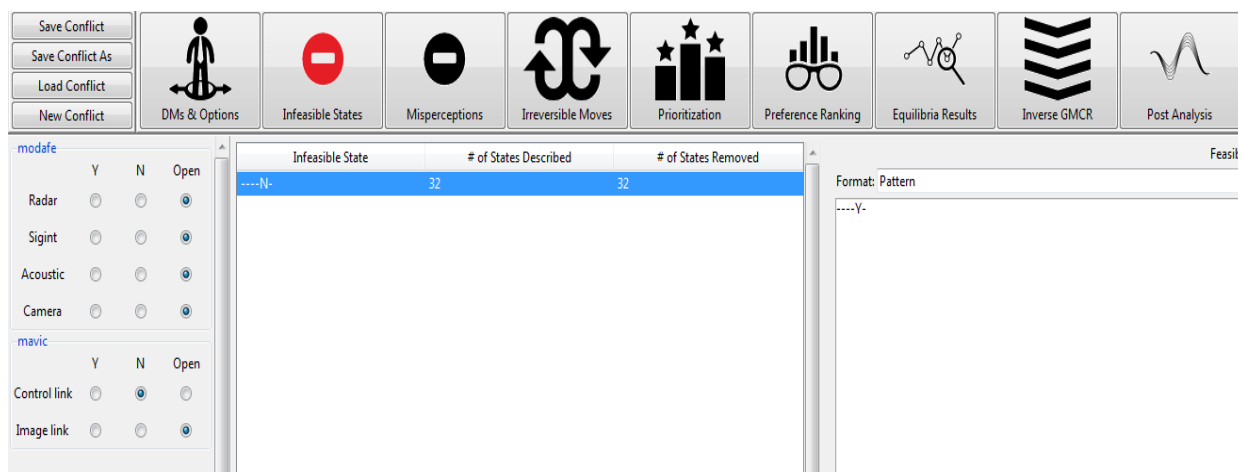 Save Conflict
Save Conflict As
Load Conflict
New Conflict
DMs & Options
Infeasible States
Misperceptions
Irreversible Moves
Prioritization
Preference Ranking
Equilibria Results
Inverse GMCR
Post Analysis
modafe
Y N Open
Radar
Sigint
Acoustic
Camera
mavic
Y N Open
Control link
Image link
Infeasible State # of States Described # of States Removed
----N- 32 32
Format: Pattern
----Y-